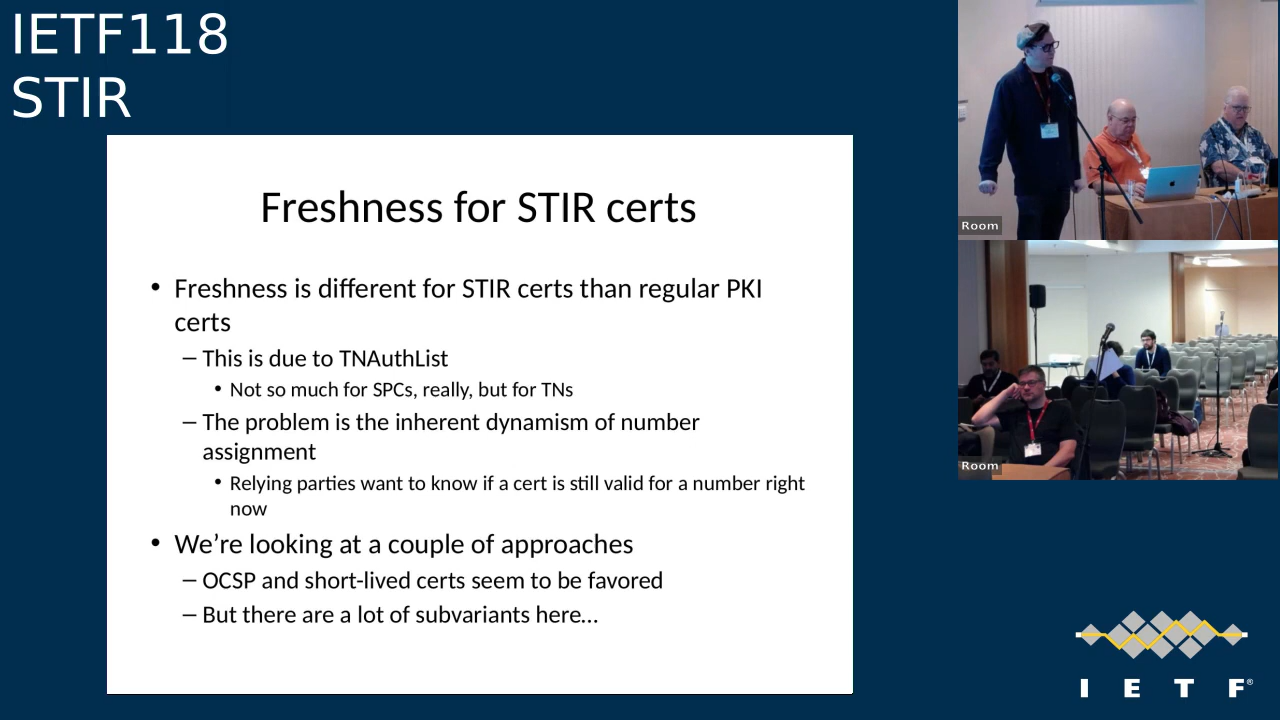 IETF118
STIR
Freshness for STIR certs
• Freshness is different for STIR certs than regular PKI
certs
– This is due to TNAuthList
• Not so much for SPCs, really, but for TNs
– The problem is the inherent dynamism of number
assignment
• Relying parties want to know if a cert is still valid for a number right
now
• We’re looking at a couple of approaches
– OCSP and short-lived certs seem to be favored
– But there are a lot of subvariants here…
Room
Room
I E T F®